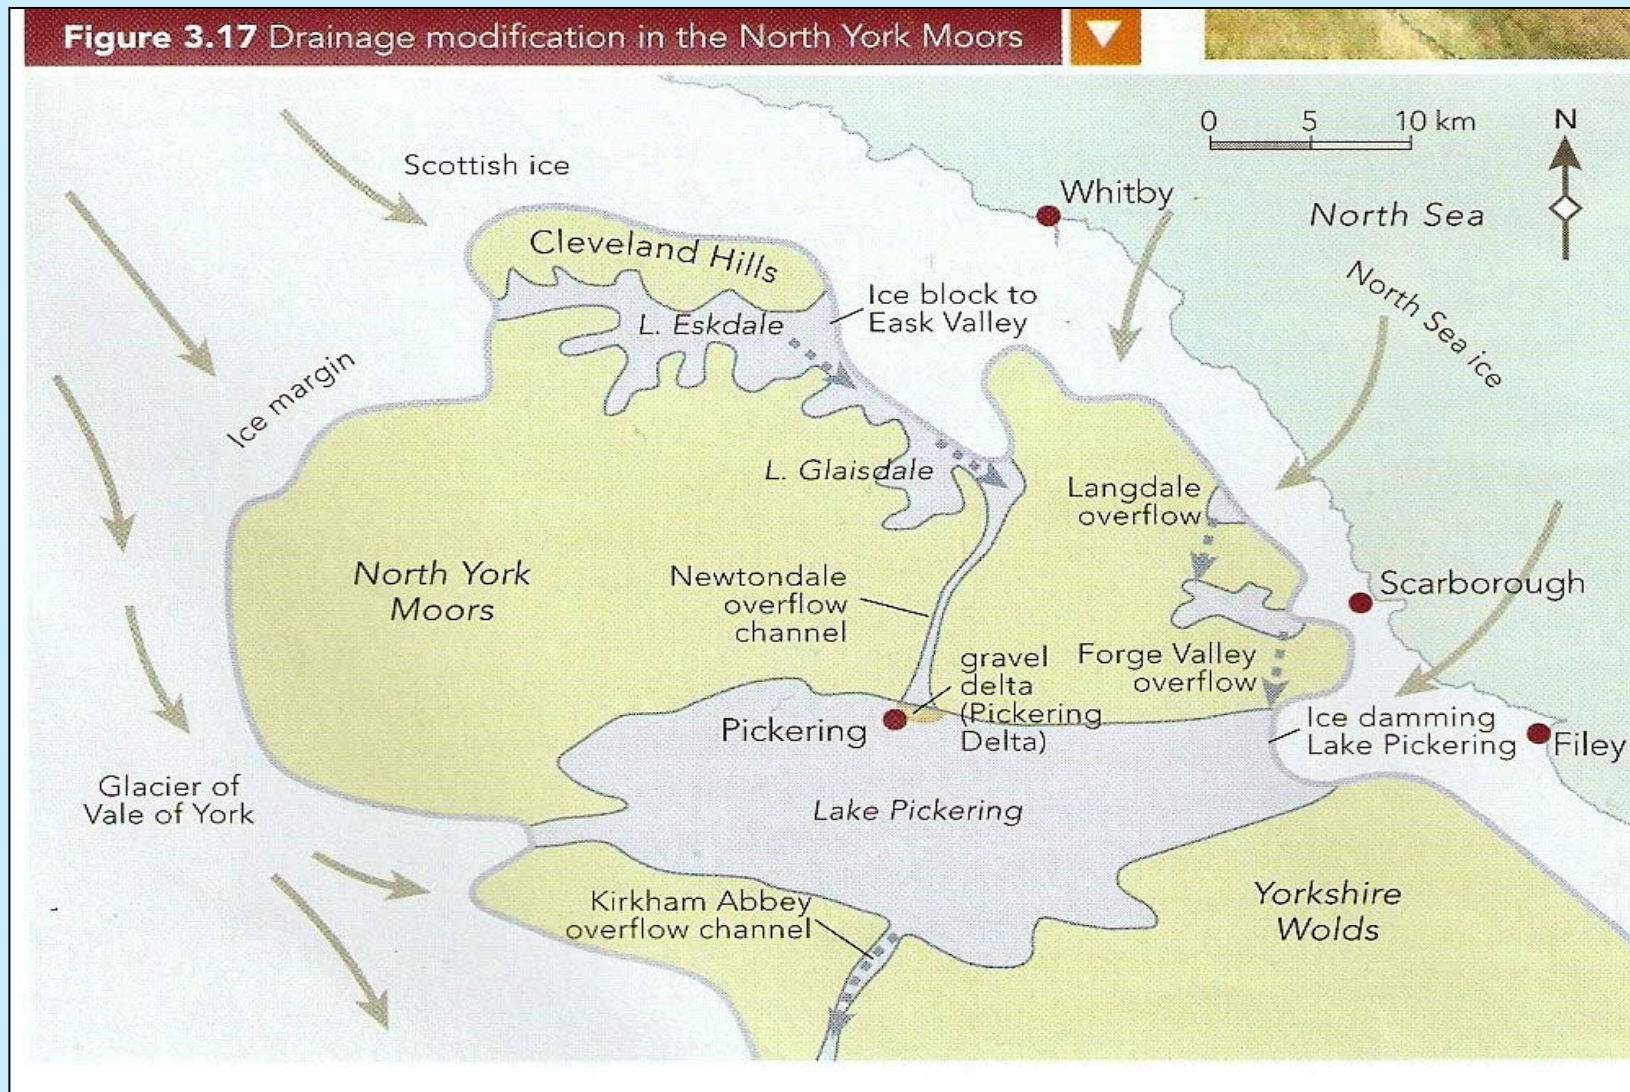 Figure 3.17 Drainage modification in the North York Moors
0 5 10 km
N
Scottish ice
Whitby
North Sea
Cleveland Hills
Ice block to
Eask Valley
North Sea ice
L. Eskdale
Ice margin
L. Glaisdale
Langdale
overflow
North York
Moors
Newtondale
overflow
channel
Scarborough
gravel
delta
(Pickering
Delta)
Forge Valley
overflow
Pickering
Ice damming
Lake Pickering
Filey
Glacier of
Vale of York
Lake Pickering
Kirkham Abbey
overflow channel
Yorkshire
Wolds